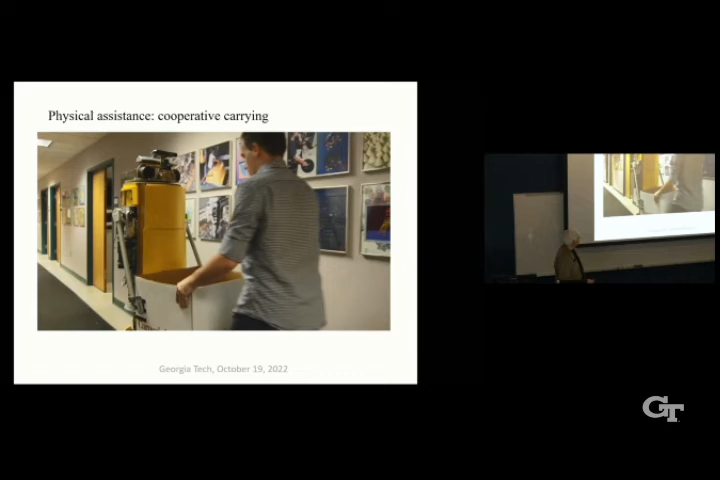 Physical assistance: cooperative carrying
Georgia Tech, October 19, 2022
GT